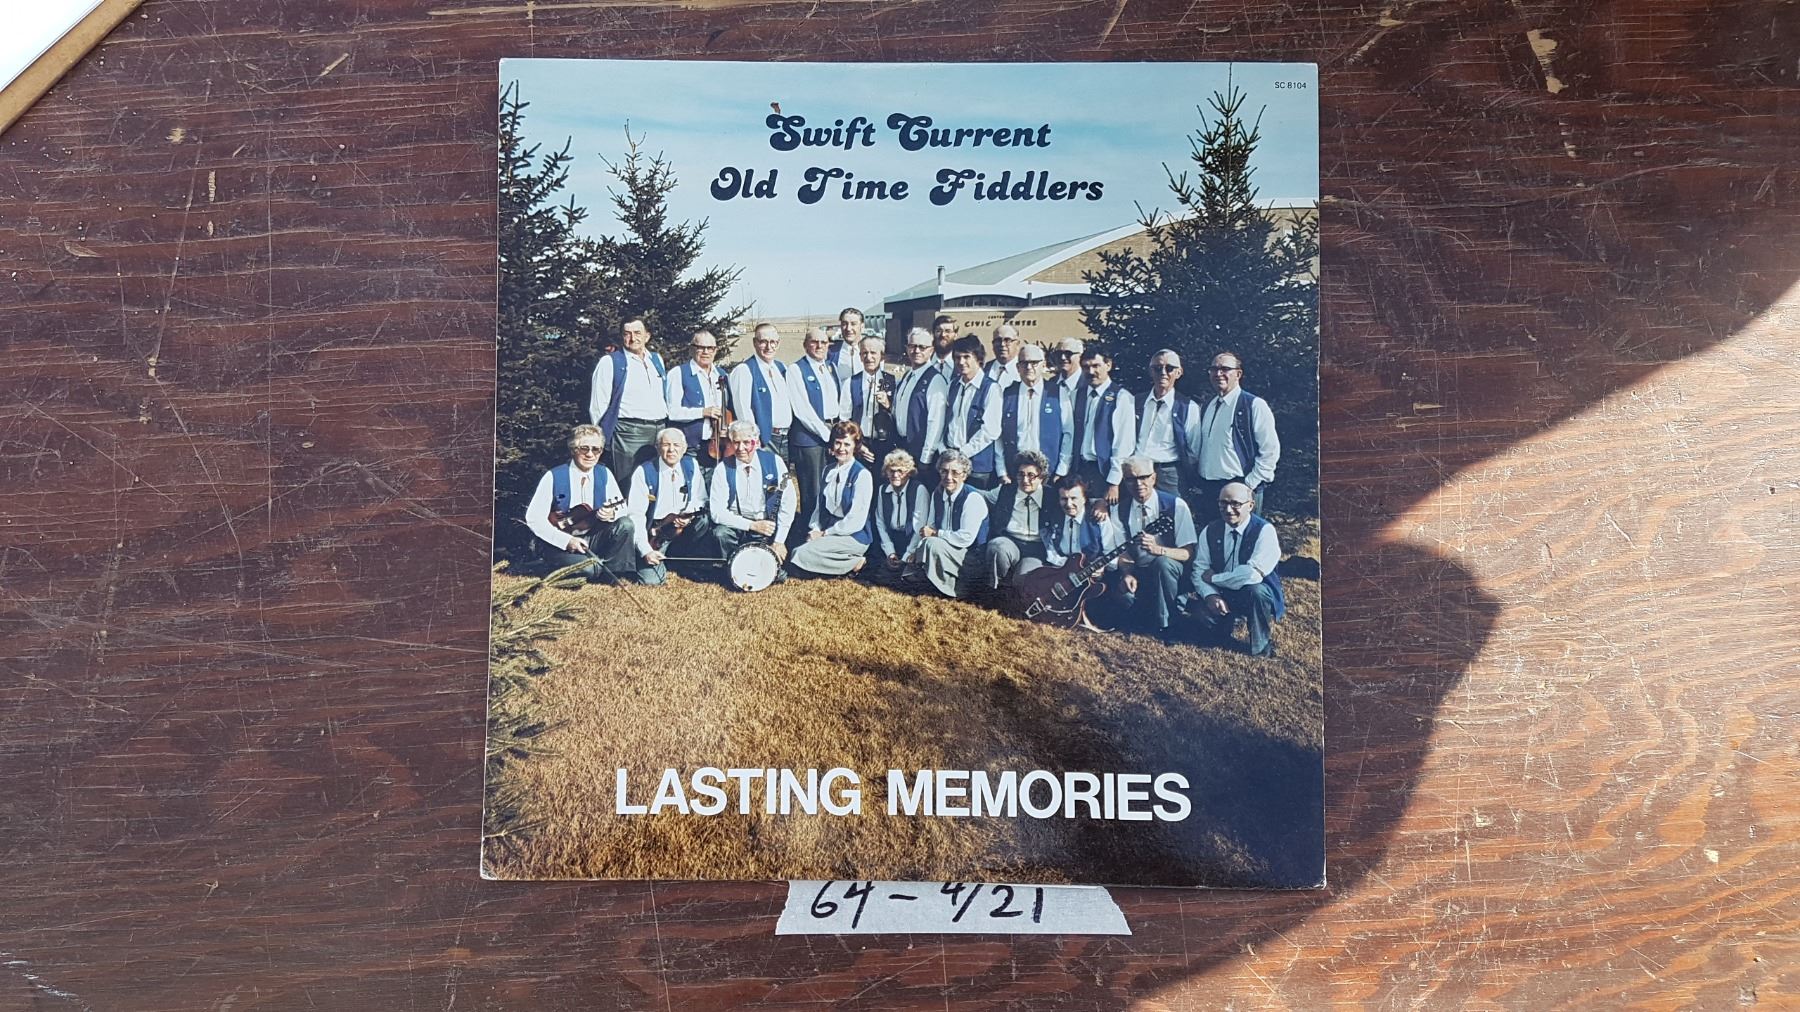 SC 8104
Swift Current
Old Time Fiddlers
CIVIC CENTRE
LASTING MEMORIES
64 - 4/21